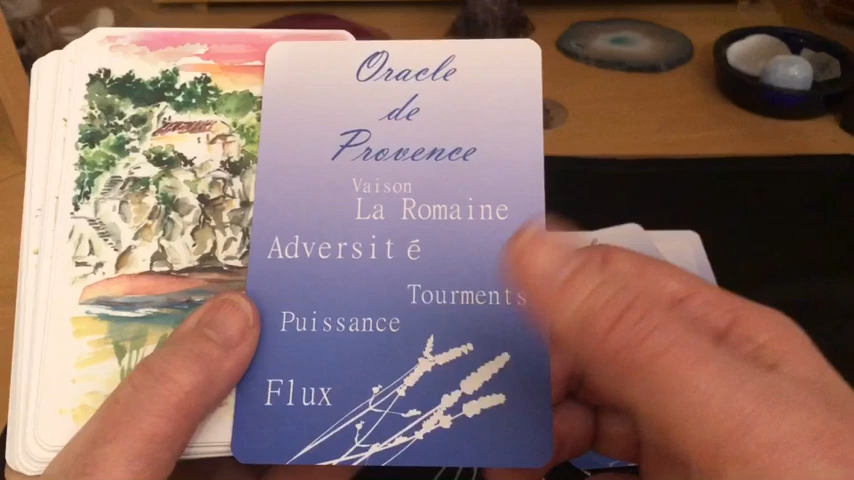 Oracle
de
Provence
Vaison
La Romaine
Adversité
Tourments
Puissance
Flux